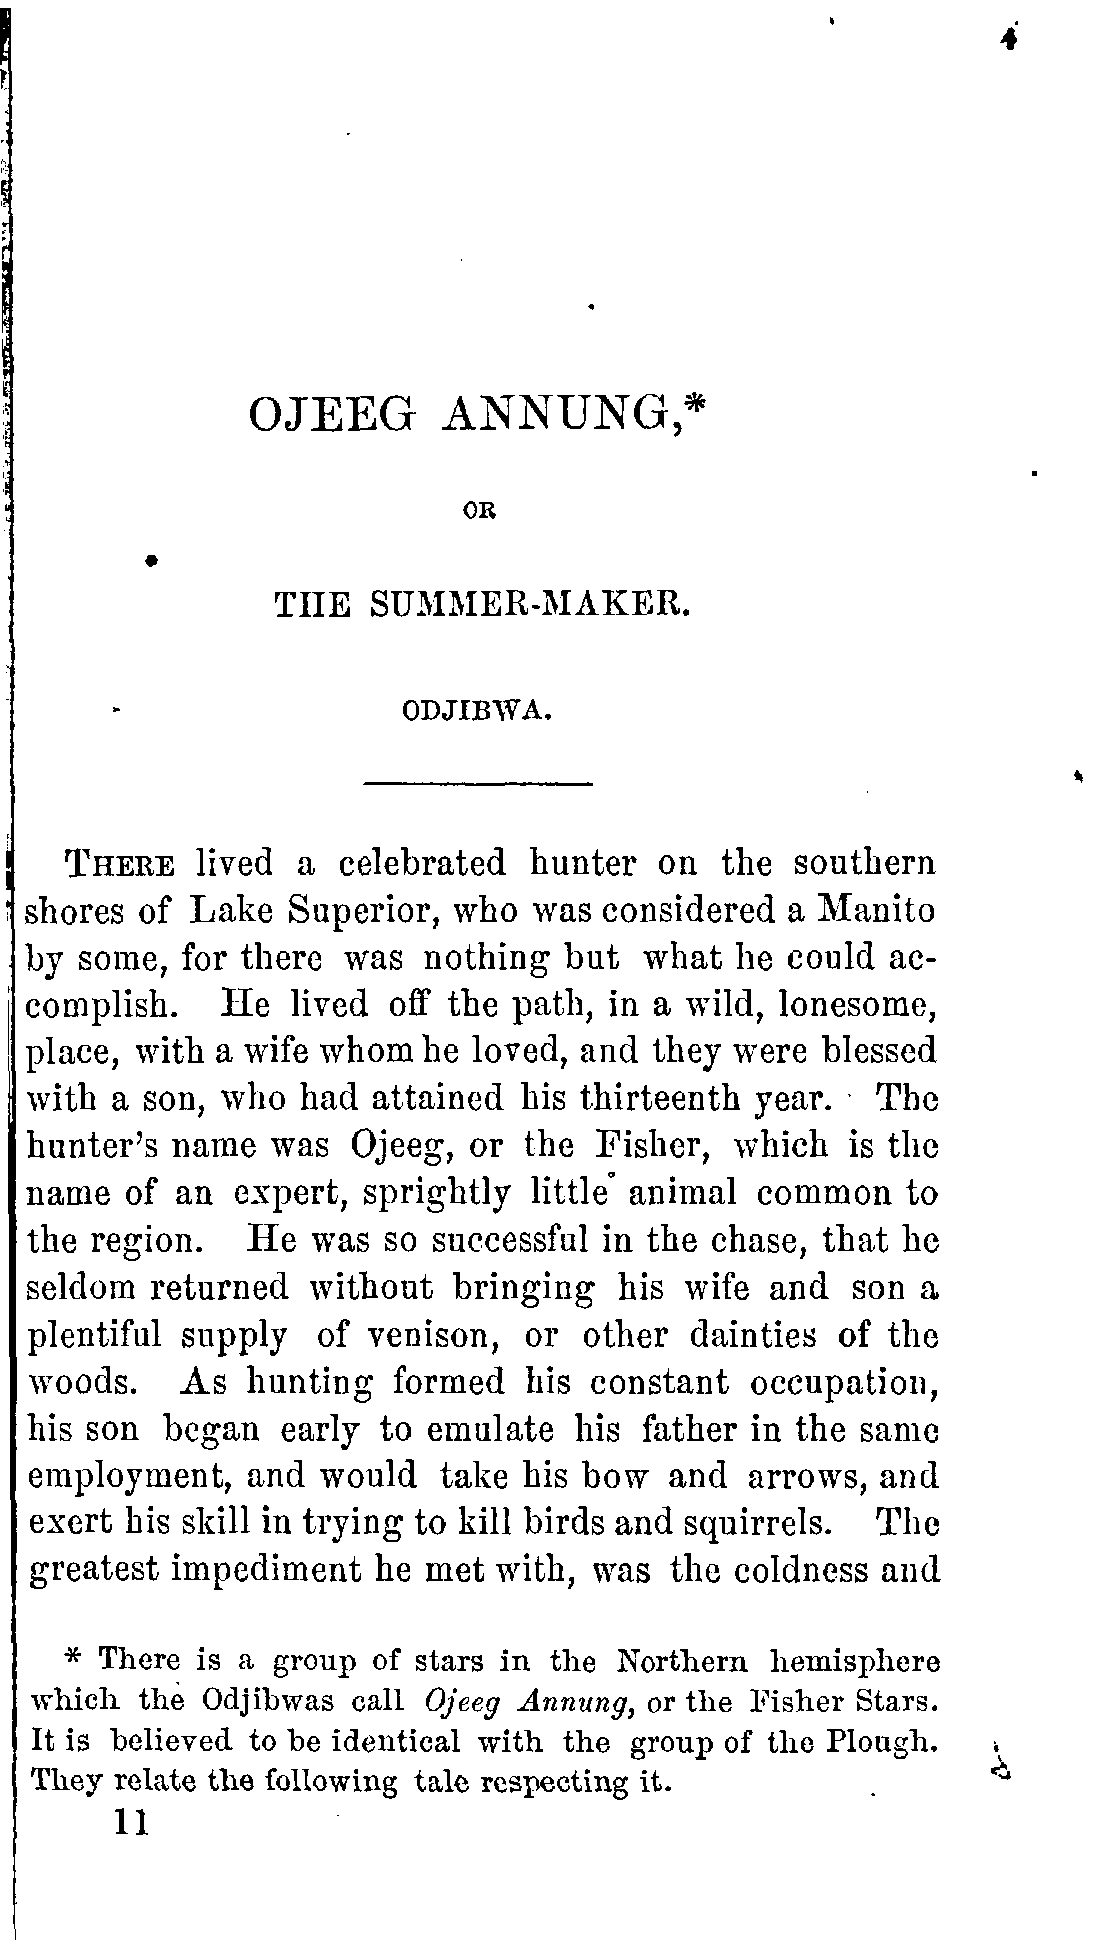 OJEEG ANNUNG,*
OR
THE SUMMER-MAKER.
ODJIBWA.
THERE lived a celebrated hunter on the southern
shores of Lake Superior, who was considered a Manito
by some, for there was nothing but what he could ac-
complish. He lived off the path, in a wild, lonesome,
place, with a wife whom he loved, and they were blessed
with a son, who had attained his thirteenth year. The
hunter's name was Ojeeg, or the Fisher, which is the
name of an expert, sprightly little animal common to
the region. He was so successful in the chase, that he
seldom returned without bringing his wife and son a
plentiful supply of venison, or other dainties of the
woods. As hunting formed his constant occupation,
his son began early to emulate his father in the same
employment, and would take his bow and arrows, and
exert his skill in trying to kill birds and squirrels. The
greatest impediment he met with, was the coldness and
* There is a group of stars in the Northern hemisphere
which the Odjibwas call Ojeeg Annung, or the Fisher Stars.
It is believed to be identical with the group of the Plough.
They relate the following tale respecting it.
11